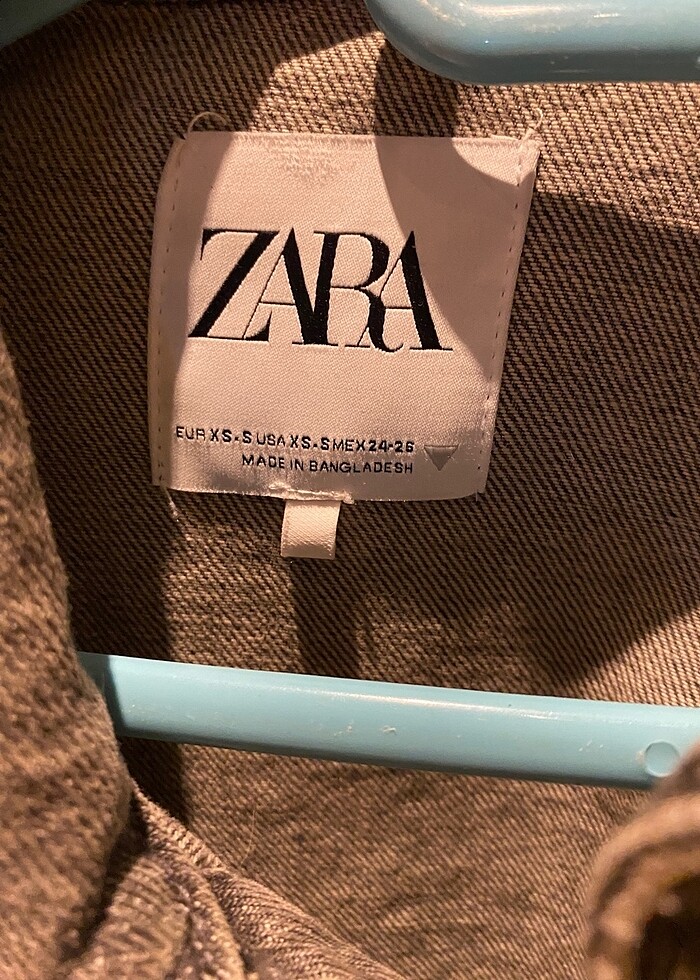 ZARA
EUR XS-S USA XS-S MEX 24-26
MADE IN BANGLADESH